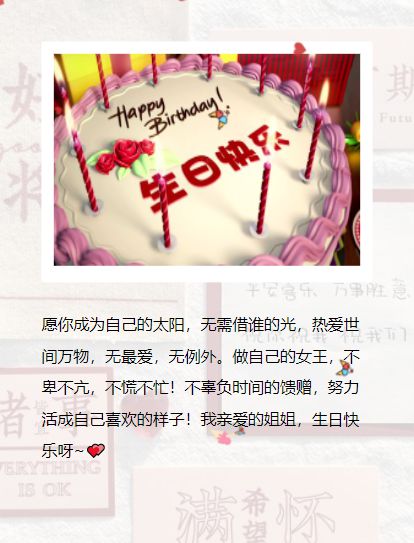 Happy
Birthday!
生日快乐
Futu
平安喜乐 万事胜意
愿你成为自己的太阳，无需借谁的光，热爱世
间万物，无最爱，无例外。做自己的女王，不
卑不亢，不慌不忙！不辜负时间的馈赠，努力
活成自己喜欢的样子！我亲爱的姐姐，生日快
乐呀~
EVERYTHING
IS OK
满
希望
怀